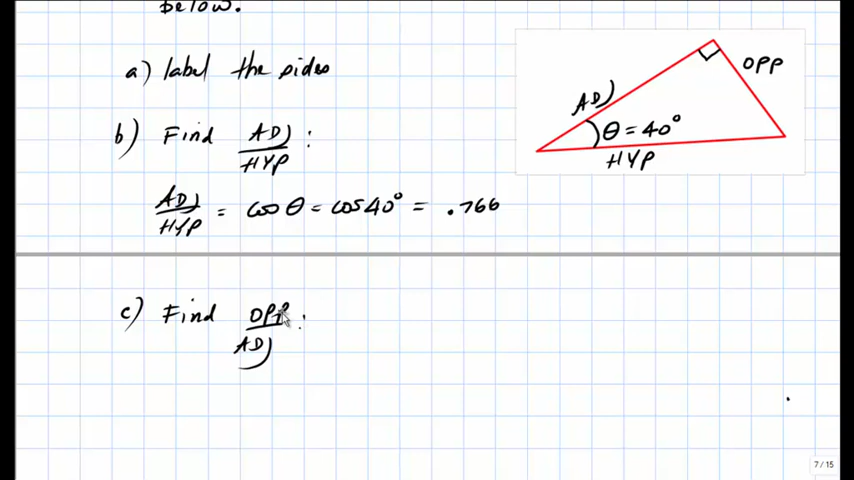 below.
a) label the sides
b) Find ADJ/HYP :
ADJ/HYP = cos θ = cos 40° = .766
c) Find OPP/ADJ :
OPP
ADJ
θ = 40°
HYP
7 / 15